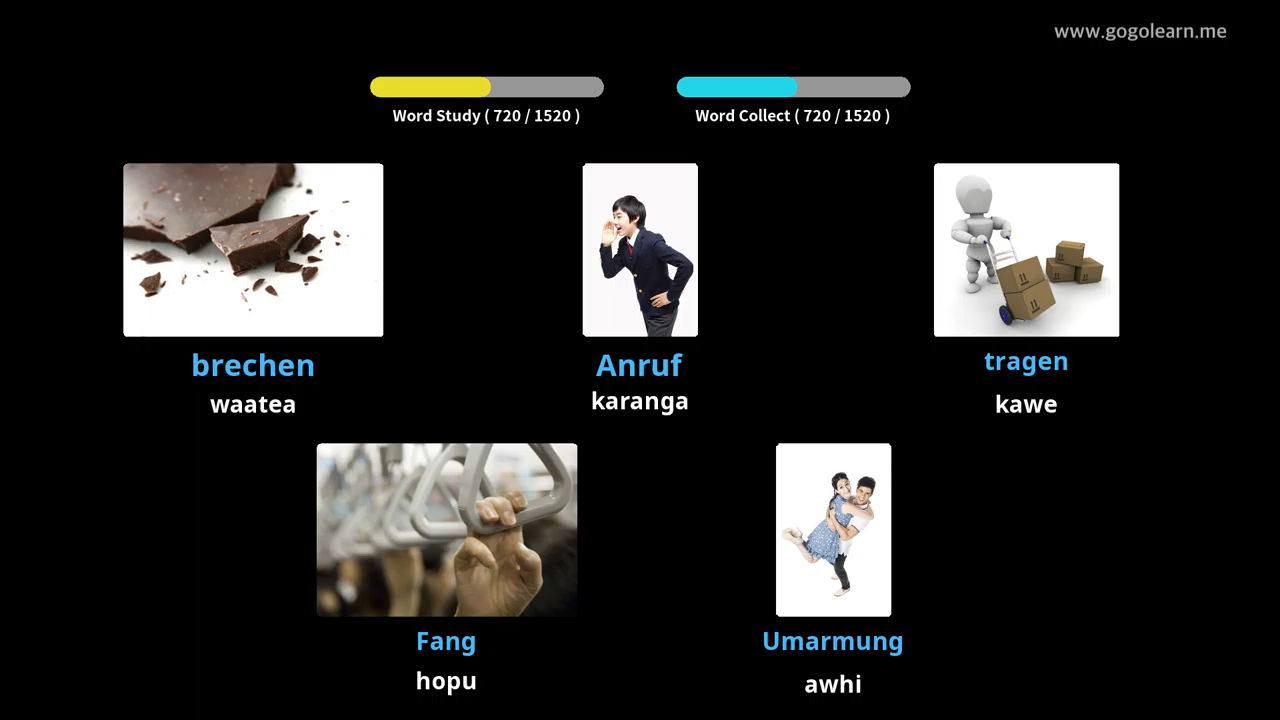 www.gogolearn.me
Word Study ( 720 / 1520 )
Word Collect ( 720 / 1520 )
brechen
waatea
Anruf
karanga
tragen
kawe
Fang
hopu
Umarmung
awhi